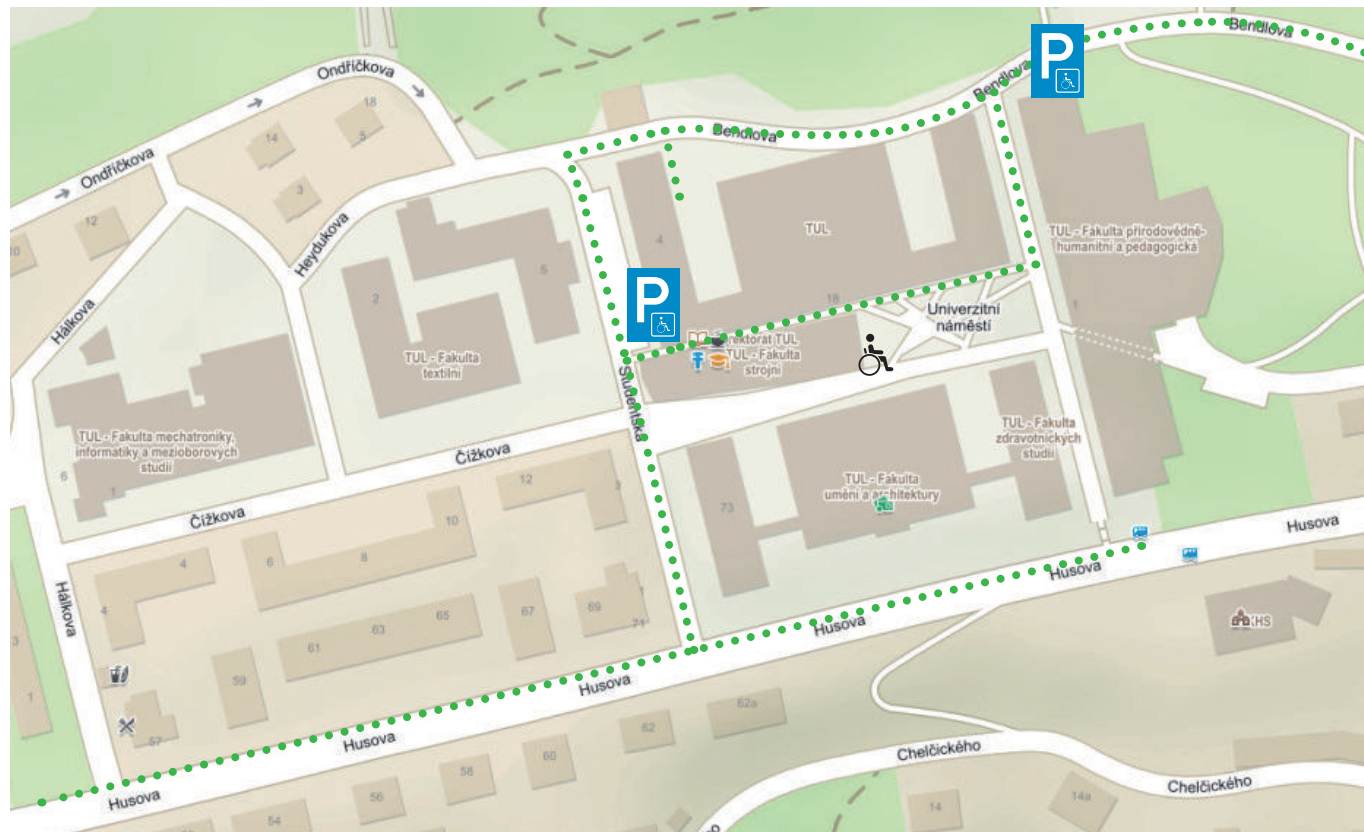 Bendlova
P
Ondříčkova
18
5
14
Bendlova
Bendlova
Ondříčkova
3
12
10
Heydukova
TUL
4
TUL - Fakulta přírodovědně-
humanitní a pedagogická
5
2
P
18
1
Univerzitní
náměstí
Hálkova
rektorát TUL
TUL - Fakulta
strojní
TUL - Fakulta
textilní
Studentská
TUL - Fakulta mechatroniky,
informatiky a mezioborových
studií
6
1
Čížkova
TUL - Fakulta
zdravotnických
studií
TUL - Fakulta
umění a architektury
12
3
73
10
Čížkova
Husova
4
6
8
Husova
Hálkova
4
65
67
69
1
71
63
61
Husova
KHS
3
1
59
Husova
62a
62
57
Husova
60
58
Chelčického
Chelčického
Husova
56
54
14
14a